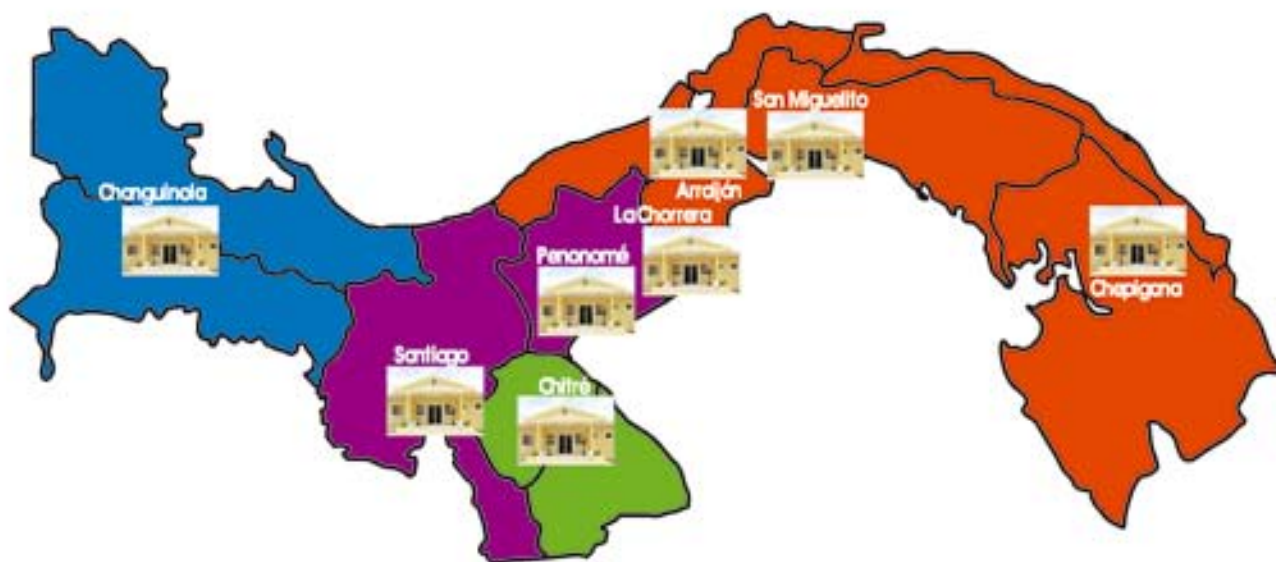 San Miguelito
Changuinola
Arraiján
La Chorrera
Penonomé
Chepigana
Santiago
Chitré